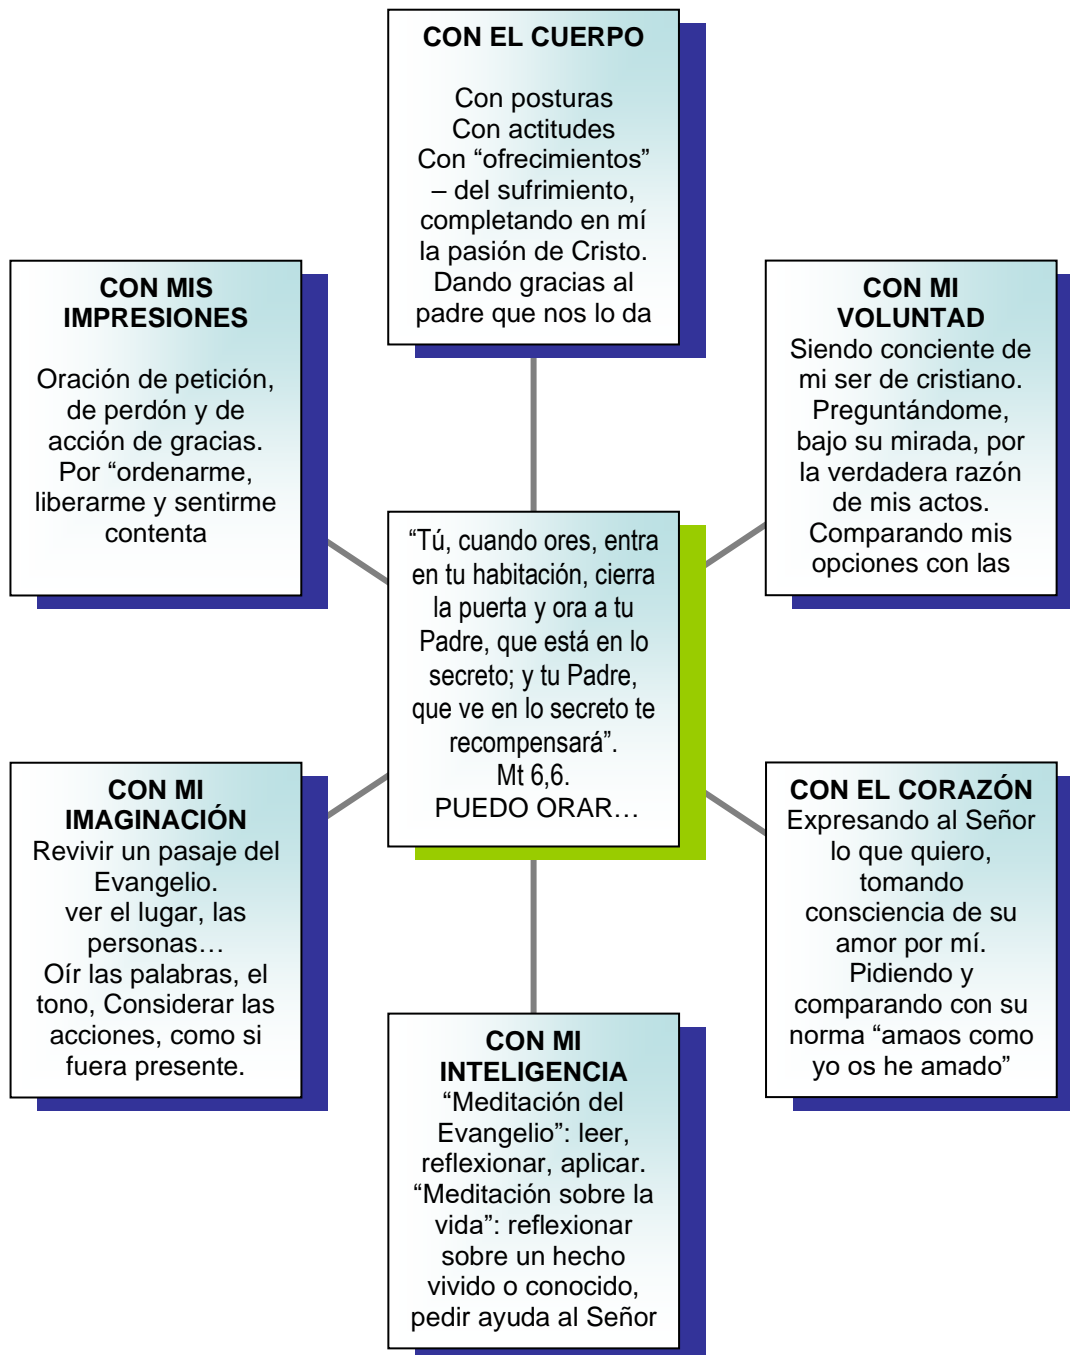 CON EL CUERPO
Con posturas
Con actitudes
Con “ofrecimientos”
– del sufrimiento,
completando en mí
la pasión de Cristo.
Dando gracias al
padre que nos lo da
CON MIS
IMPRESIONES
Oración de petición,
de perdón y de
acción de gracias.
Por “ordenarme,
liberarme y sentirme
contenta
CON MI
VOLUNTAD
Siendo conciente de
mi ser de cristiano.
Preguntándome,
bajo su mirada, por
la verdadera razón
de mis actos.
Comparando mis
opciones con las
“Tú, cuando ores, entra
en tu habitación, cierra
la puerta y ora a tu
Padre, que está en lo
secreto; y tu Padre,
que ve en lo secreto te
recompensará”.
Mt 6,6.
PUEDO ORAR…
CON MI
IMAGINACIÓN
Revivir un pasaje del
Evangelio.
ver el lugar, las
personas…
Oír las palabras, el
tono, Considerar las
acciones, como si
fuera presente.
CON EL CORAZÓN
Expresando al Señor
lo que quiero,
tomando
consciencia de su
amor por mí.
Pidiendo y
comparando con su
norma “amaos como
yo os he amado”
CON MI
INTELIGENCIA
“Meditación del
Evangelio”: leer,
reflexionar, aplicar.
“Meditación sobre la
vida”: reflexionar
sobre un hecho
vivido o conocido,
pedir ayuda al Señor